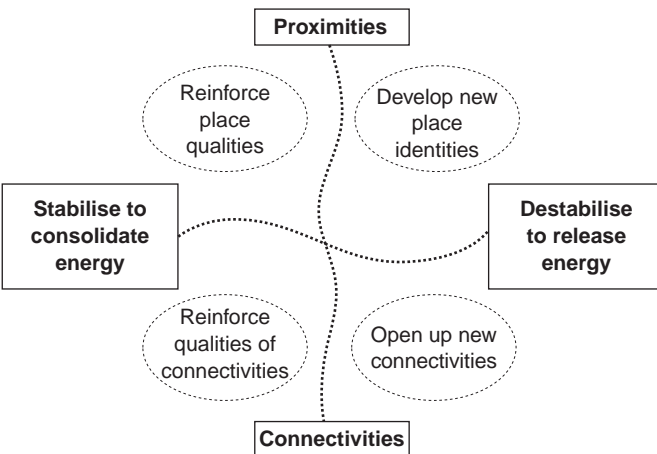 Proximities
Reinforce
place
qualities
Develop new
place
identities
Stabilise to
consolidate
energy
Destabilise
to release
energy
Reinforce
qualities of
connectivities
Open up new
connectivities
Connectivities